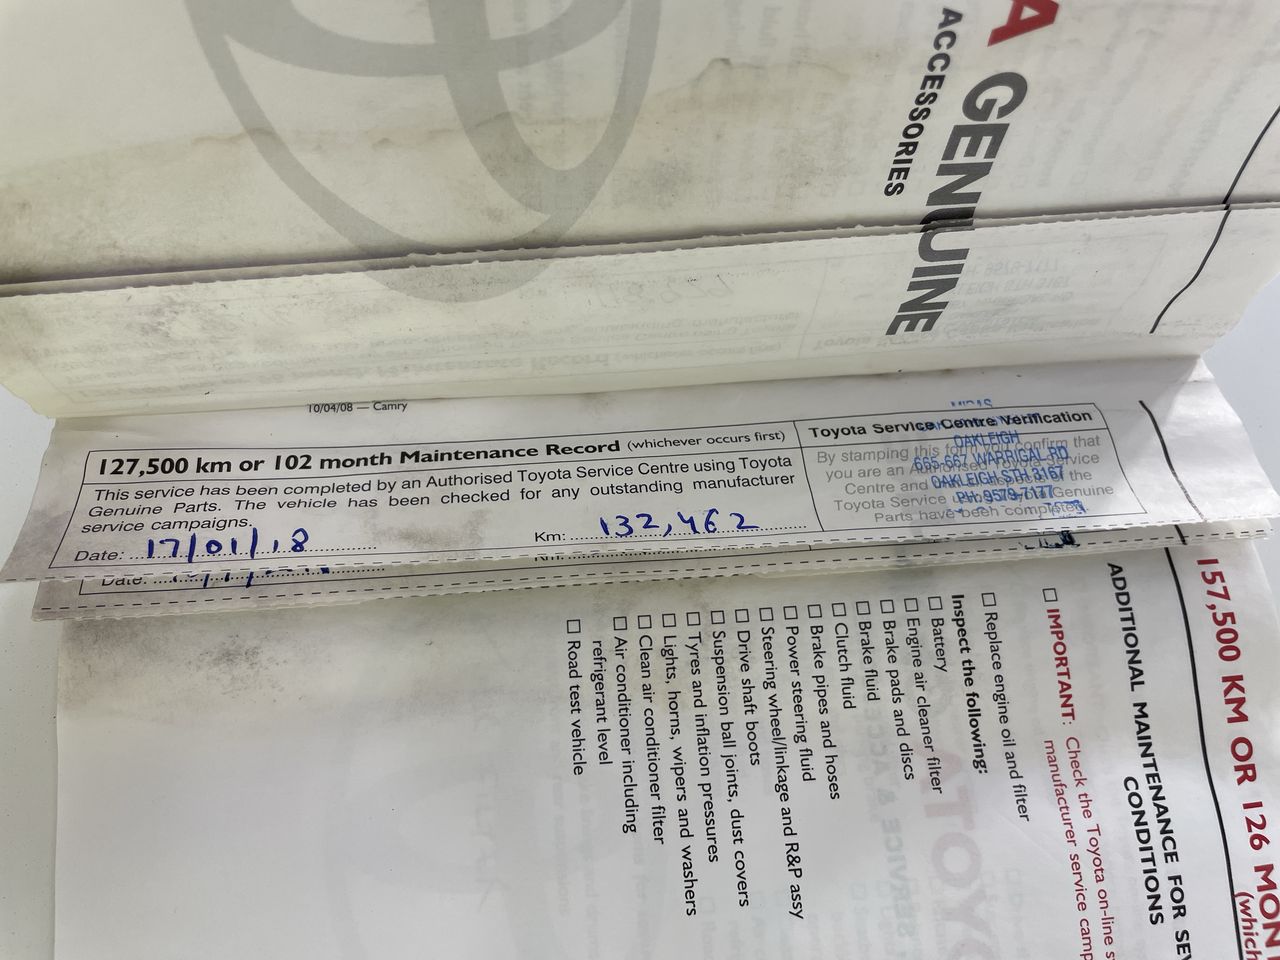 A GENUINE
ACCESSORIES
10/04/08 — Camry
127,500 km or 102 month Maintenance Record (whichever occurs first)
This service has been completed by an Authorised Toyota Service Centre using Toyota
Genuine Parts. The vehicle has been checked for any outstanding manufacturer
service campaigns.
Date: 17/01/18
Km: 132,462
Toyota Service Centre Verification
By stamping this form you confirm that
you are an Authorised Toyota Service
Centre and
the
Toyota Service
Genuine
Parts have been completed.
OAKLEIGH
665-667 WARRIGAL RD
OAKLEIGH STH 3167
PH: 9579-7177
Date:
157,500 KM OR 126 MON
(which
ADDITIONAL MAINTENANCE FOR SEV
CONDITIONS
☐ IMPORTANT: Check the Toyota on-line s
manufacturer service camp
☐ Replace engine oil and filter
Inspect the following:
☐ Battery
☐ Engine air cleaner filter
☐ Brake pads and discs
☐ Brake fluid
☐ Clutch fluid
☐ Brake pipes and hoses
☐ Power steering fluid
☐ Steering wheel/linkage and R&P assy
☐ Drive shaft boots
☐ Suspension ball joints, dust covers
☐ Tyres and inflation pressures
☐ Lights, horns, wipers and washers
☐ Clean air conditioner filter
☐ Air conditioner including
refrigerant level
☐ Road test vehicle